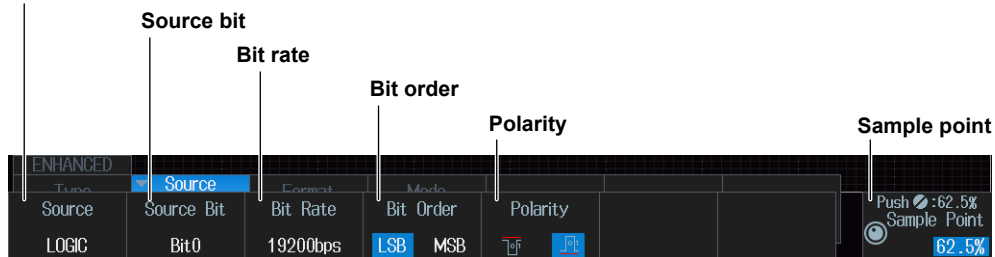 Source bit
Bit rate
Bit order
Polarity
Sample point
ENHANCED
Type Source Format Mode
Source Source Bit Bit Rate Bit Order Polarity
LOGIC Bit0 19200bps LSB MSB
Push :62.5%
Sample Point
62.5%